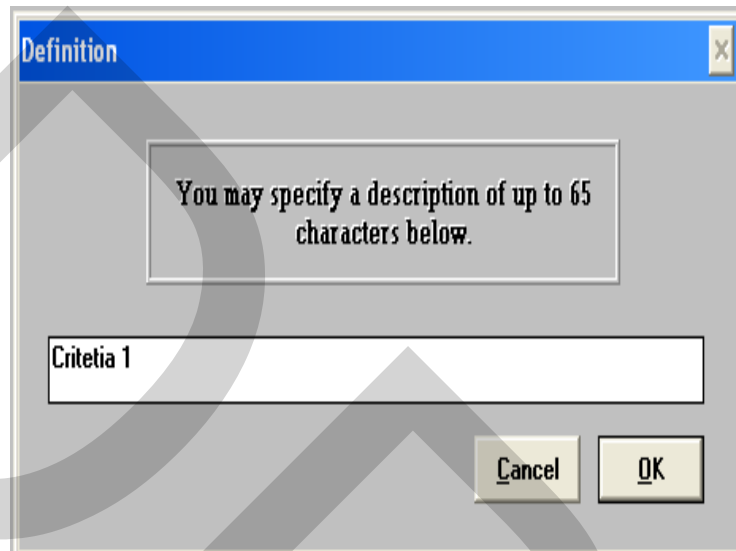 Definition
You may specify a description of up to 65
characters below.
Critetia 1
Cancel
OK